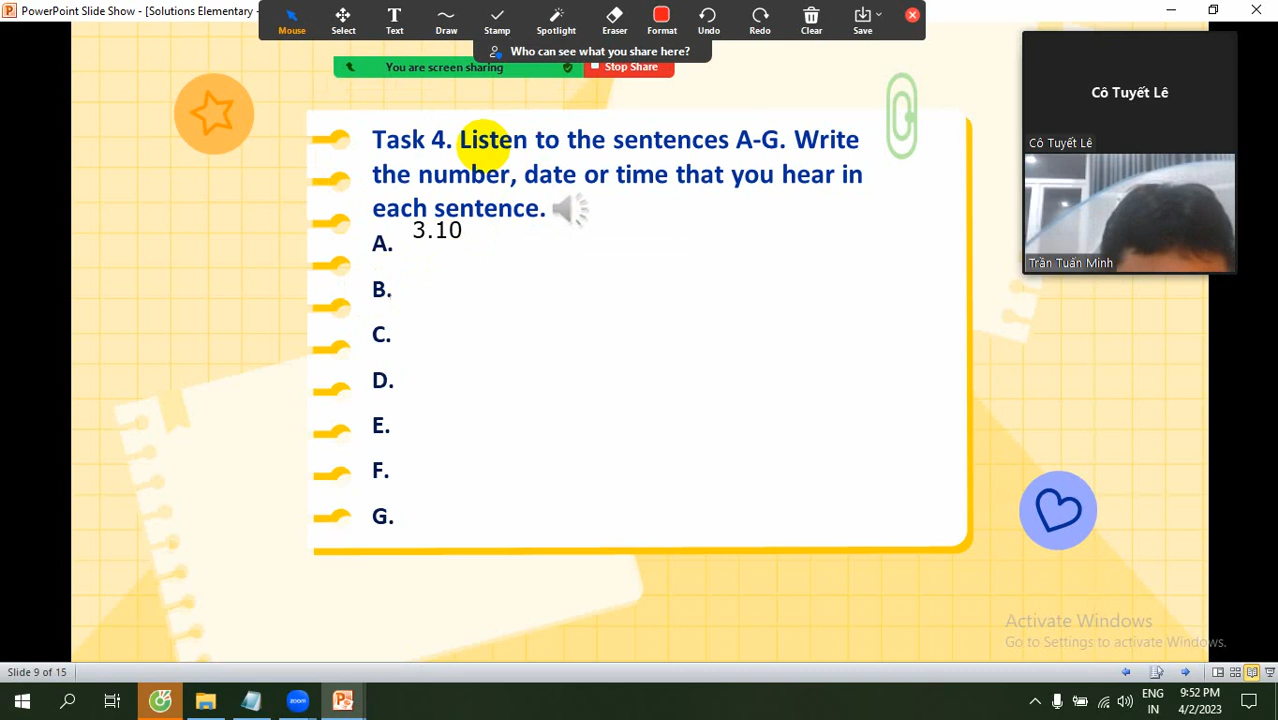 PowerPoint Slide Show - [Solutions Elementary -
Mouse
Select
Text
Draw
Stamp
Spotlight
Eraser
Format
Undo
Redo
Clear
Save
Who can see what you share here?
You are screen sharing
Stop Share
Cô Tuyết Lê
Cô Tuyết Lê
Trần Tuấn Minh
Task 4. Listen to the sentences A-G. Write
the number, date or time that you hear in
each sentence.
A. 3.10
B.
C.
D.
E.
F.
G.
Activate Windows
Go to Settings to activate Windows.
Slide 9 of 15
zoom
ENG
IN
9:52 PM
4/2/2023